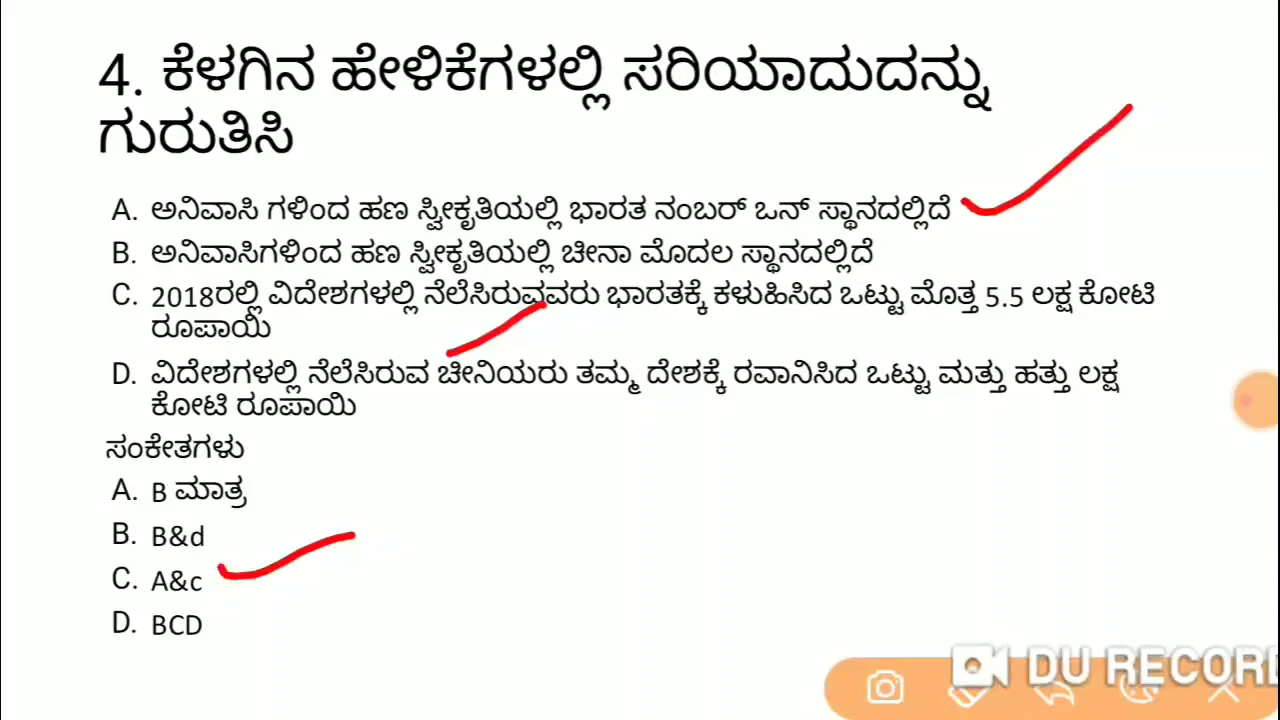 4. ಕೆಳಗಿನ ಹೇಳಿಕೆಗಳಲ್ಲಿ ಸರಿಯಾದುದನ್ನು
ಗುರುತಿಸಿ
A. ಅನಿವಾಸಿ ಗಳಿಂದ ಹಣ ಸ್ವೀಕೃತಿಯಲ್ಲಿ ಭಾರತ ನಂಬರ್ ಒನ್ ಸ್ಥಾನದಲ್ಲಿದೆ
B. ಅನಿವಾಸಿಗಳಿಂದ ಹಣ ಸ್ವೀಕೃತಿಯಲ್ಲಿ ಚೀನಾ ಮೊದಲ ಸ್ಥಾನದಲ್ಲಿದೆ
C. 2018ರಲ್ಲಿ ವಿದೇಶಗಳಲ್ಲಿ ನೆಲೆಸಿರುವವರು ಭಾರತಕ್ಕೆ ಕಳುಹಿಸಿದ ಒಟ್ಟು ಮೊತ್ತ 5.5 ಲಕ್ಷ ಕೋಟಿ
ರೂಪಾಯಿ
D. ವಿದೇಶಗಳಲ್ಲಿ ನೆಲೆಸಿರುವ ಚೀನಿಯರು ತಮ್ಮ ದೇಶಕ್ಕೆ ರವಾನಿಸಿದ ಒಟ್ಟು ಮತ್ತು ಹತ್ತು ಲಕ್ಷ
ಕೋಟಿ ರೂಪಾಯಿ
ಸಂಕೇತಗಳು
A. B ಮಾತ್ರ
B. B&d
C. A&c
D. BCD
DU RECORD